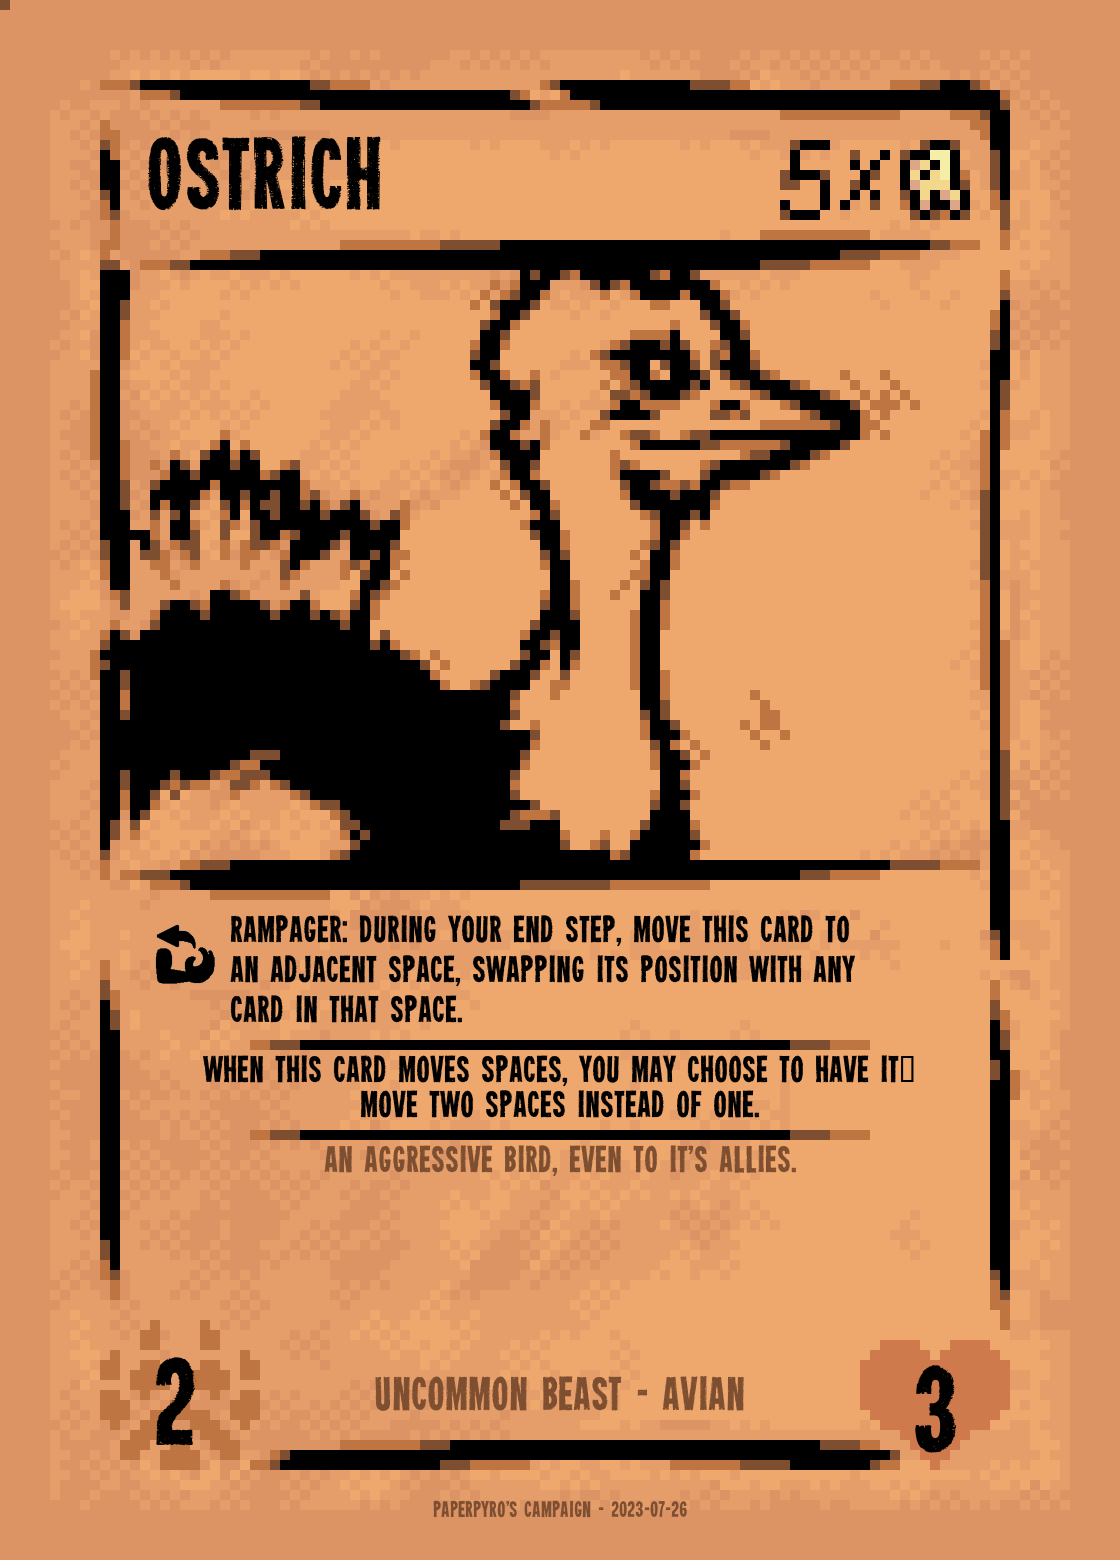 OSTRICH
5x
RAMPAGER: DURING YOUR END STEP, MOVE THIS CARD TO
AN ADJACENT SPACE, SWAPPING ITS POSITION WITH ANY
CARD IN THAT SPACE.
WHEN THIS CARD MOVES SPACES, YOU MAY CHOOSE TO HAVE IT▯
MOVE TWO SPACES INSTEAD OF ONE.
AN AGGRESSIVE BIRD, EVEN TO IT'S ALLIES.
2
UNCOMMON BEAST - AVIAN
3
PAPERPYRO'S CAMPAIGN - 2023-07-26